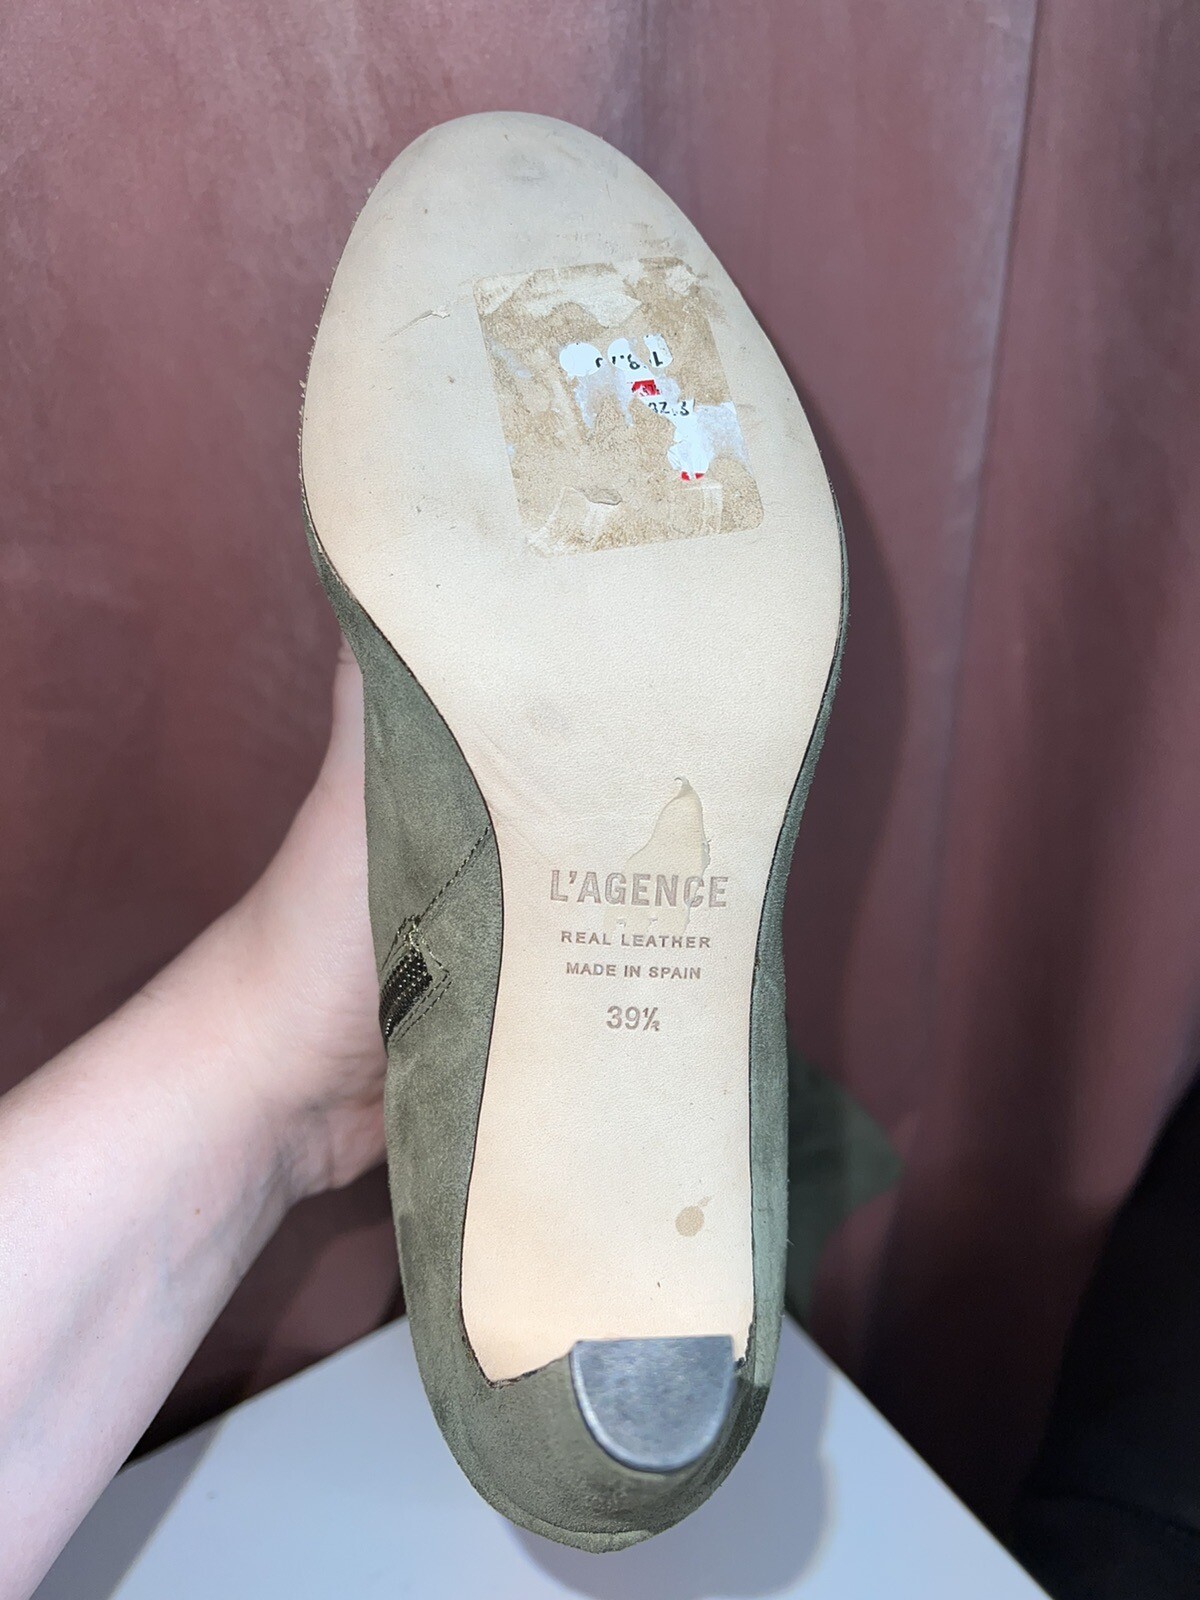 L'AGENCE
REAL LEATHER
MADE IN SPAIN
39½